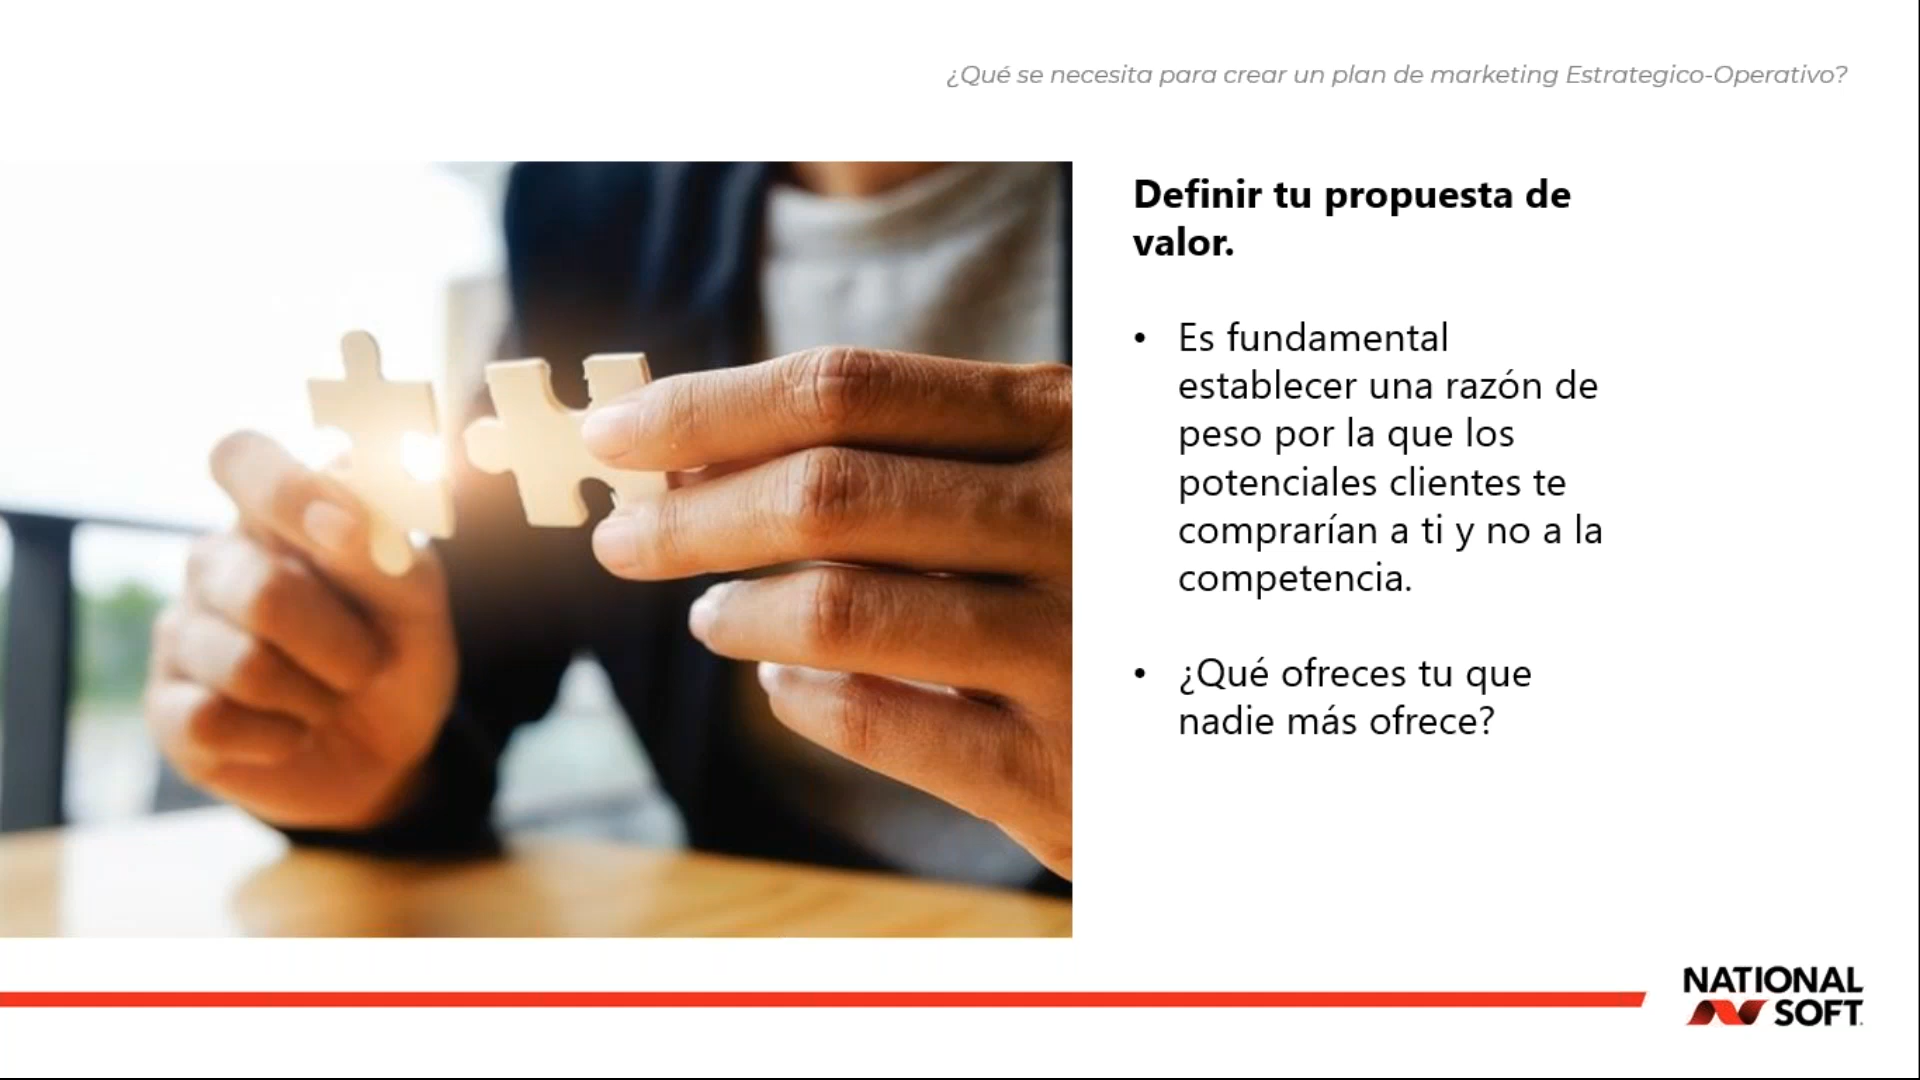 ¿Qué se necesita para crear un plan de marketing Estrategico-Operativo?
Definir tu propuesta de
valor.
• Es fundamental
establecer una razón de
peso por la que los
potenciales clientes te
comprarían a ti y no a la
competencia.
• ¿Qué ofreces tu que
nadie más ofrece?
NATIONAL
SOFT